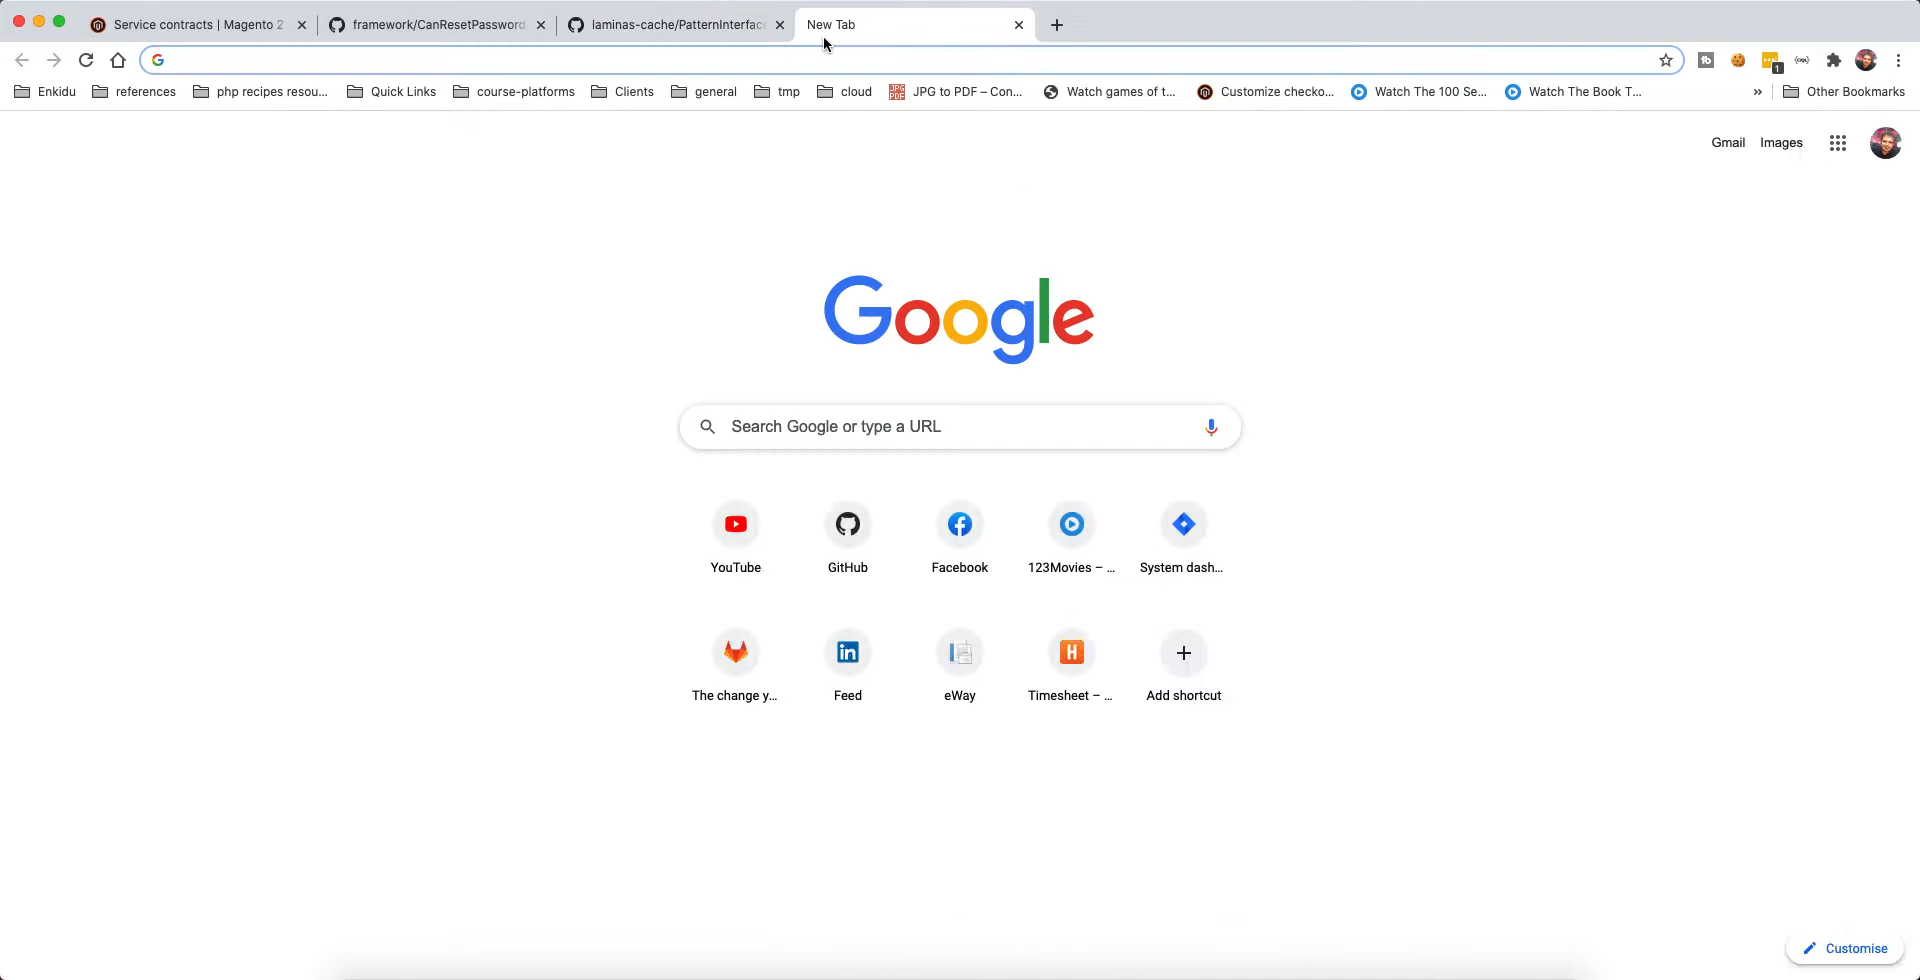 Service contracts | Magento 2
framework/CanResetPassword
laminas-cache/PatternInterface
New Tab
1
Enkidu
references
php recipes resou...
Quick Links
course-platforms
Clients
general
tmp
cloud
JPG to PDF – Con...
Watch games of t...
Customize checko...
Watch The 100 Se...
Watch The Book T...
»
Other Bookmarks
Gmail
Images
Google
Search Google or type a URL
YouTube
GitHub
Facebook
123Movies – ...
System dash...
The change y...
Feed
eWay
Timesheet – ...
Add shortcut
Customise